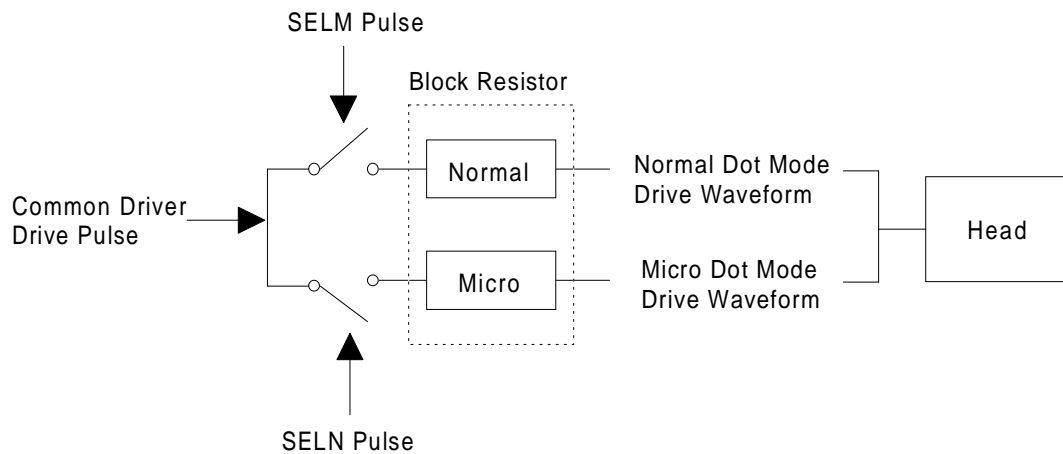 SELM Pulse
Block Resistor
Normal
Normal Dot Mode
Drive Waveform
Common Driver
Drive Pulse
Head
Micro
Micro Dot Mode
Drive Waveform
SELN Pulse